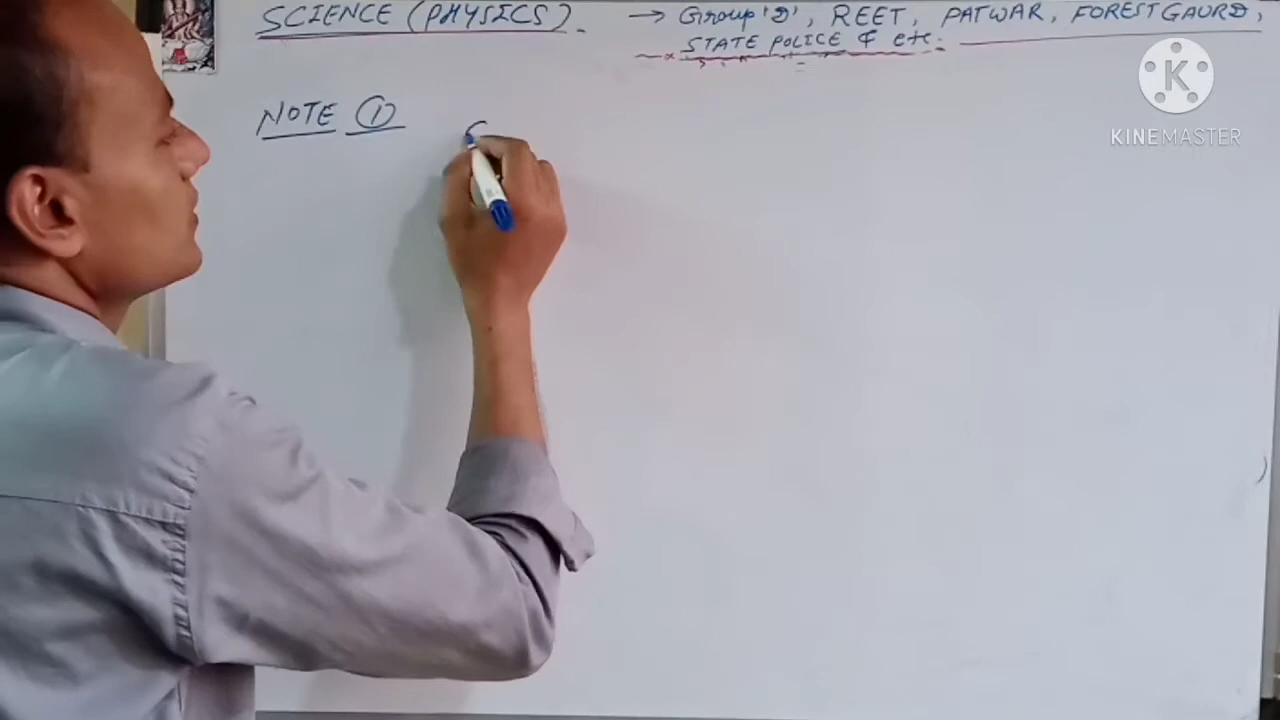 SCIENCE (PHYSICS). → Group 'D', REET, PATWAR, FOREST GAURD,
STATE POLICE & etc.
NOTE ①
K
KINEMASTER